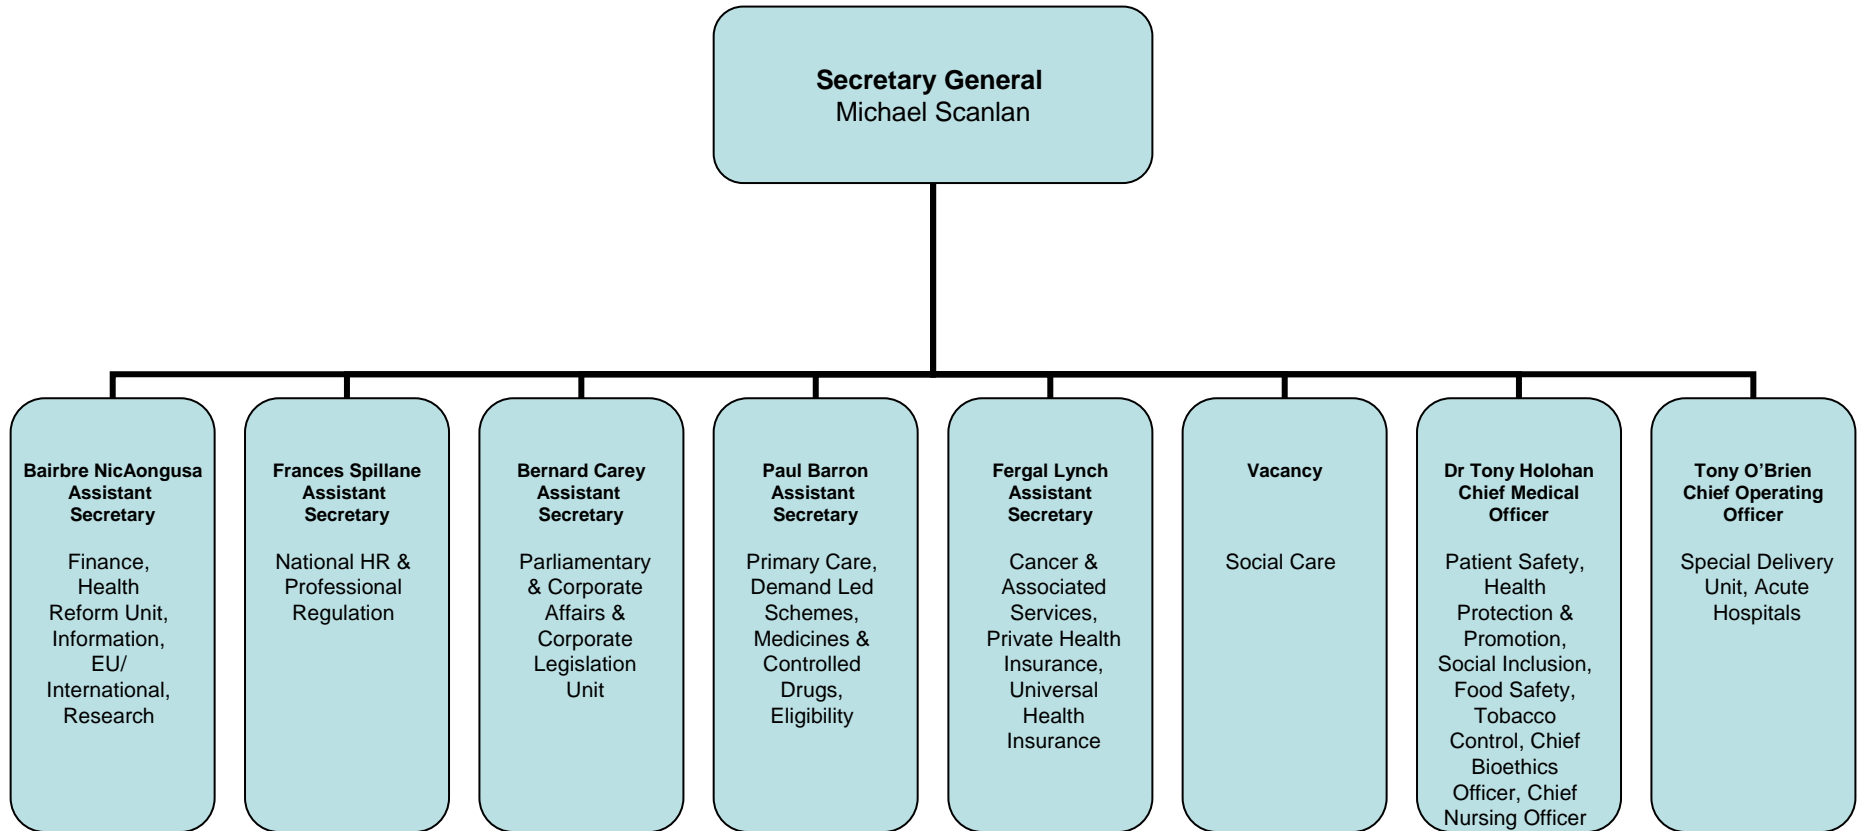 Secretary General
Michael Scanlan
Bairbre NicAongusa
Assistant
Secretary
Finance,
Health
Reform Unit,
Information,
EU/
International,
Research
Frances Spillane
Assistant
Secretary
National HR &
Professional
Regulation
Bernard Carey
Assistant
Secretary
Parliamentary
& Corporate
Affairs &
Corporate
Legislation
Unit
Paul Barron
Assistant
Secretary
Primary Care,
Demand Led
Schemes,
Medicines &
Controlled
Drugs,
Eligibility
Fergal Lynch
Assistant
Secretary
Cancer &
Associated
Services,
Private Health
Insurance,
Universal
Health
Insurance
Vacancy
Social Care
Dr Tony Holohan
Chief Medical
Officer
Patient Safety,
Health
Protection &
Promotion,
Social Inclusion,
Food Safety,
Tobacco
Control, Chief
Bioethics
Officer, Chief
Nursing Officer
Tony O’Brien
Chief Operating
Officer
Special Delivery
Unit, Acute
Hospitals